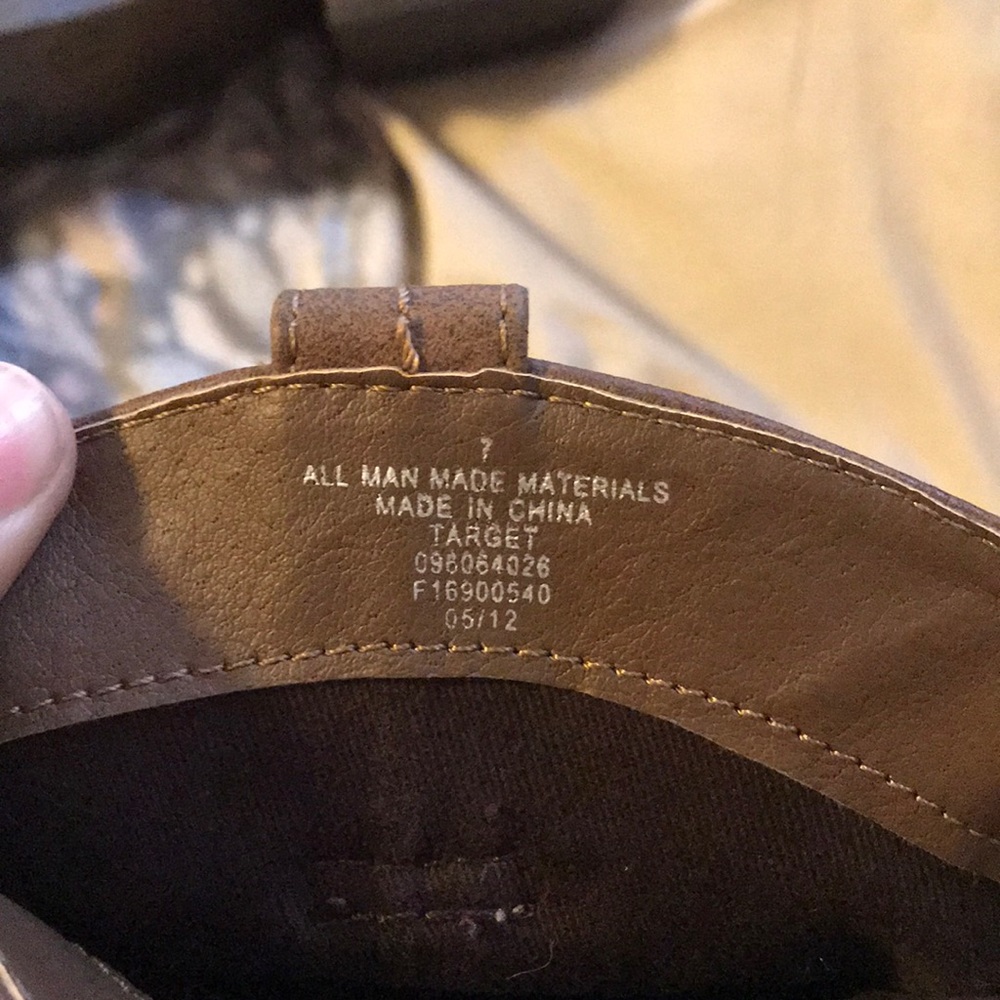 7
ALL MAN MADE MATERIALS
MADE IN CHINA
TARGET
096064026
F16900540
05/12